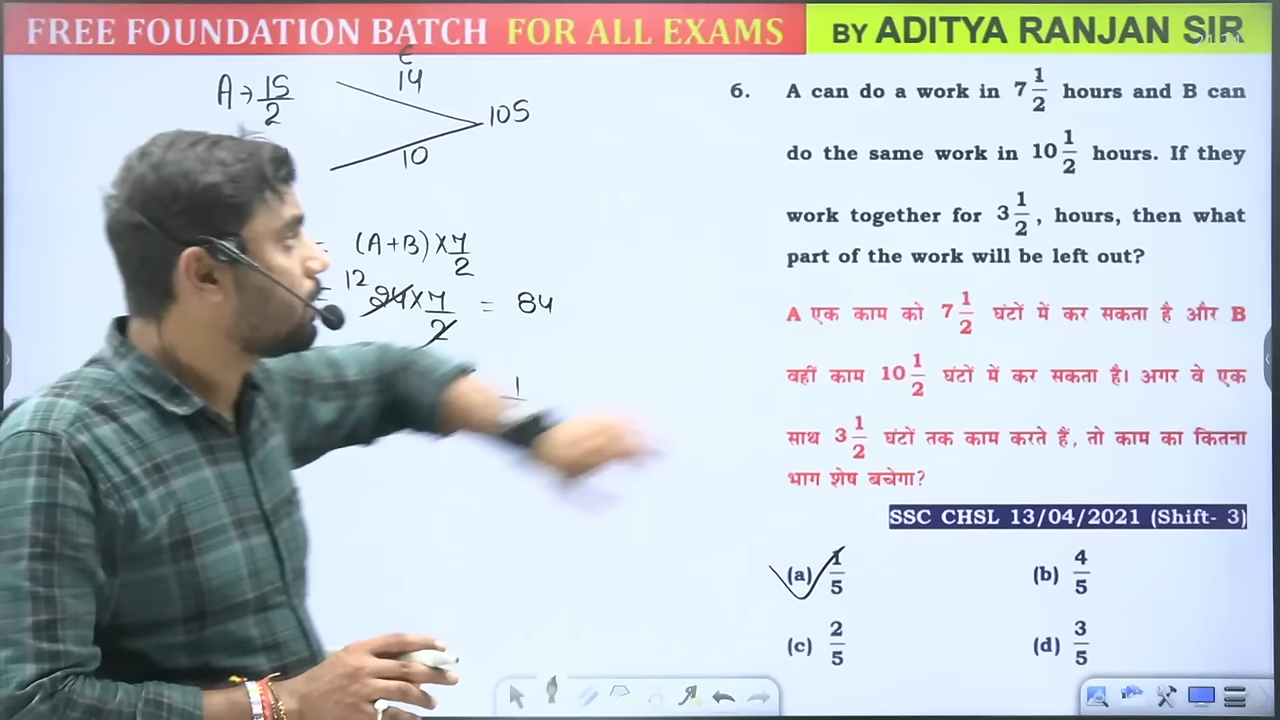 FREE FOUNDATION BATCH FOR ALL EXAMS
BY ADITYA RANJAN SIR
A → 15/2
14
105
10
(A+B) × 7/2
12
24 × 7/2 = 84
1
6. A can do a work in 7 1/2 hours and B can
do the same work in 10 1/2 hours. If they
work together for 3 1/2, hours, then what
part of the work will be left out?
A एक काम को 7 1/2 घंटों में कर सकता है और B
वहीं काम 10 1/2 घंटों में कर सकता है। अगर वे एक
साथ 3 1/2 घंटों तक काम करते हैं, तो काम का कितना
भाग शेष बचेगा?
SSC CHSL 13/04/2021 (Shift- 3)
(a) 1/5 (b) 4/5
(c) 2/5 (d) 3/5